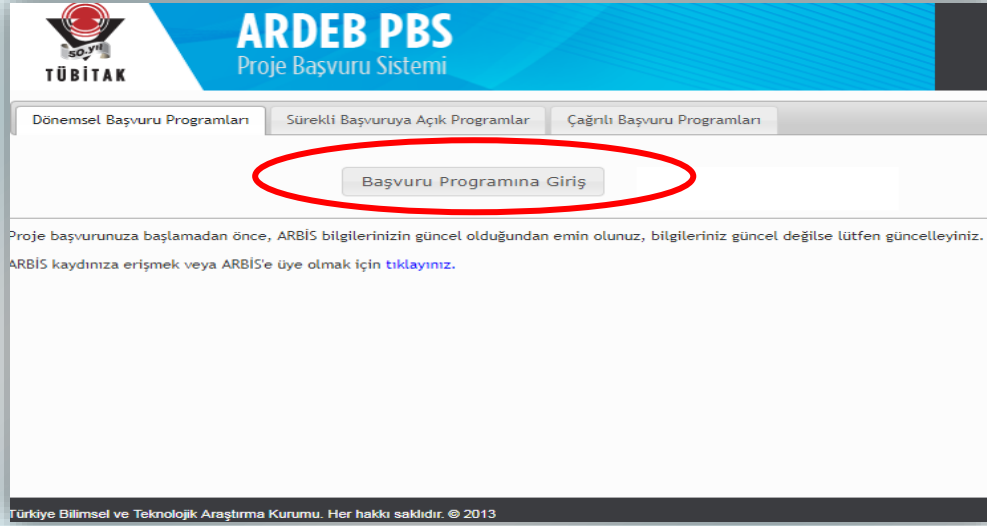 50.yıl
TÜBİTAK
ARDEB PBS
Proje Başvuru Sistemi
Dönemsel Başvuru Programları
Sürekli Başvuruya Açık Programlar
Çağrılı Başvuru Programları
Başvuru Programına Giriş
Proje başvurunuza başlamadan önce, ARBİS bilgilerinizin güncel olduğundan emin olunuz, bilgileriniz güncel değilse lütfen güncelleyiniz.
ARBİS kaydınıza erişmek veya ARBİS'e üye olmak için tıklayınız.
Türkiye Bilimsel ve Teknolojik Araştırma Kurumu. Her hakkı saklıdır. © 2013